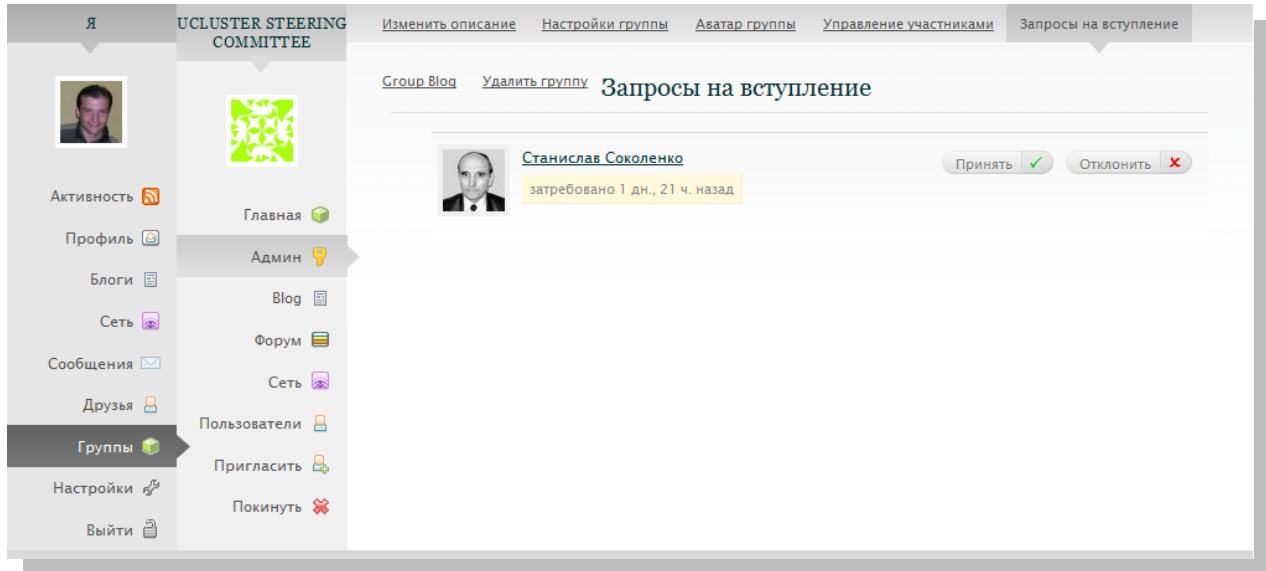 Я
Активность
Профиль
Блоги
Сеть
Сообщения
Друзья
Группы
Настройки
Выйти
UCLUSTER STEERING
COMMITTEE
Главная
Админ
Blog
Форум
Сеть
Пользователи
Пригласить
Покинуть
Изменить описание Настройки группы Аватар группы Управление участниками Запросы на вступление
Group Blog Удалить группу Запросы на вступление
Станислав Соколенко
затребовано 1 дн., 21 ч. назад
Принять Отклонить